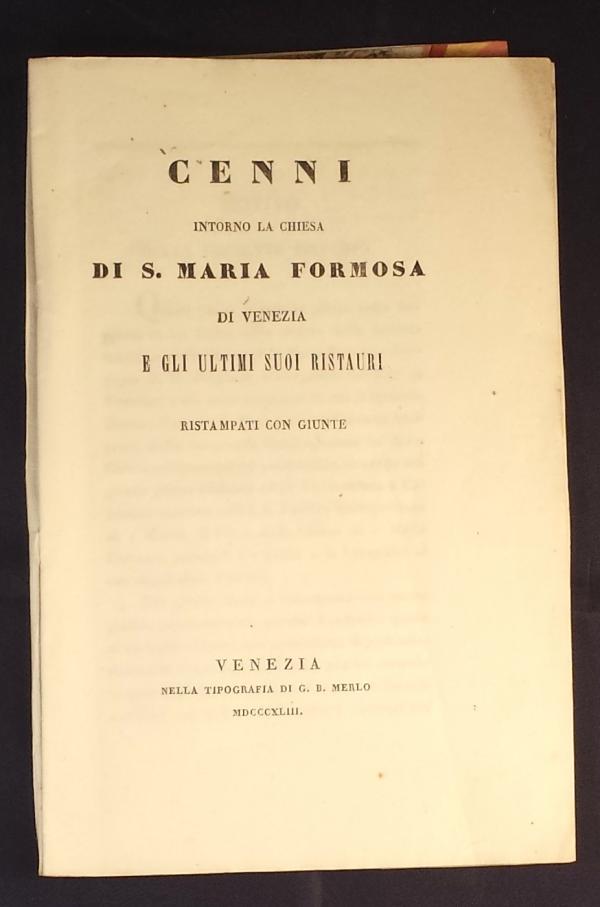 CENNI
INTORNO LA CHIESA
DI S. MARIA FORMOSA
DI VENEZIA
E GLI ULTIMI SUOI RISTAURI
RISTAMPATI CON GIUNTE
VENEZIA
NELLA TIPOGRAFIA DI G. B. MERLO
MDCCCXLIII.